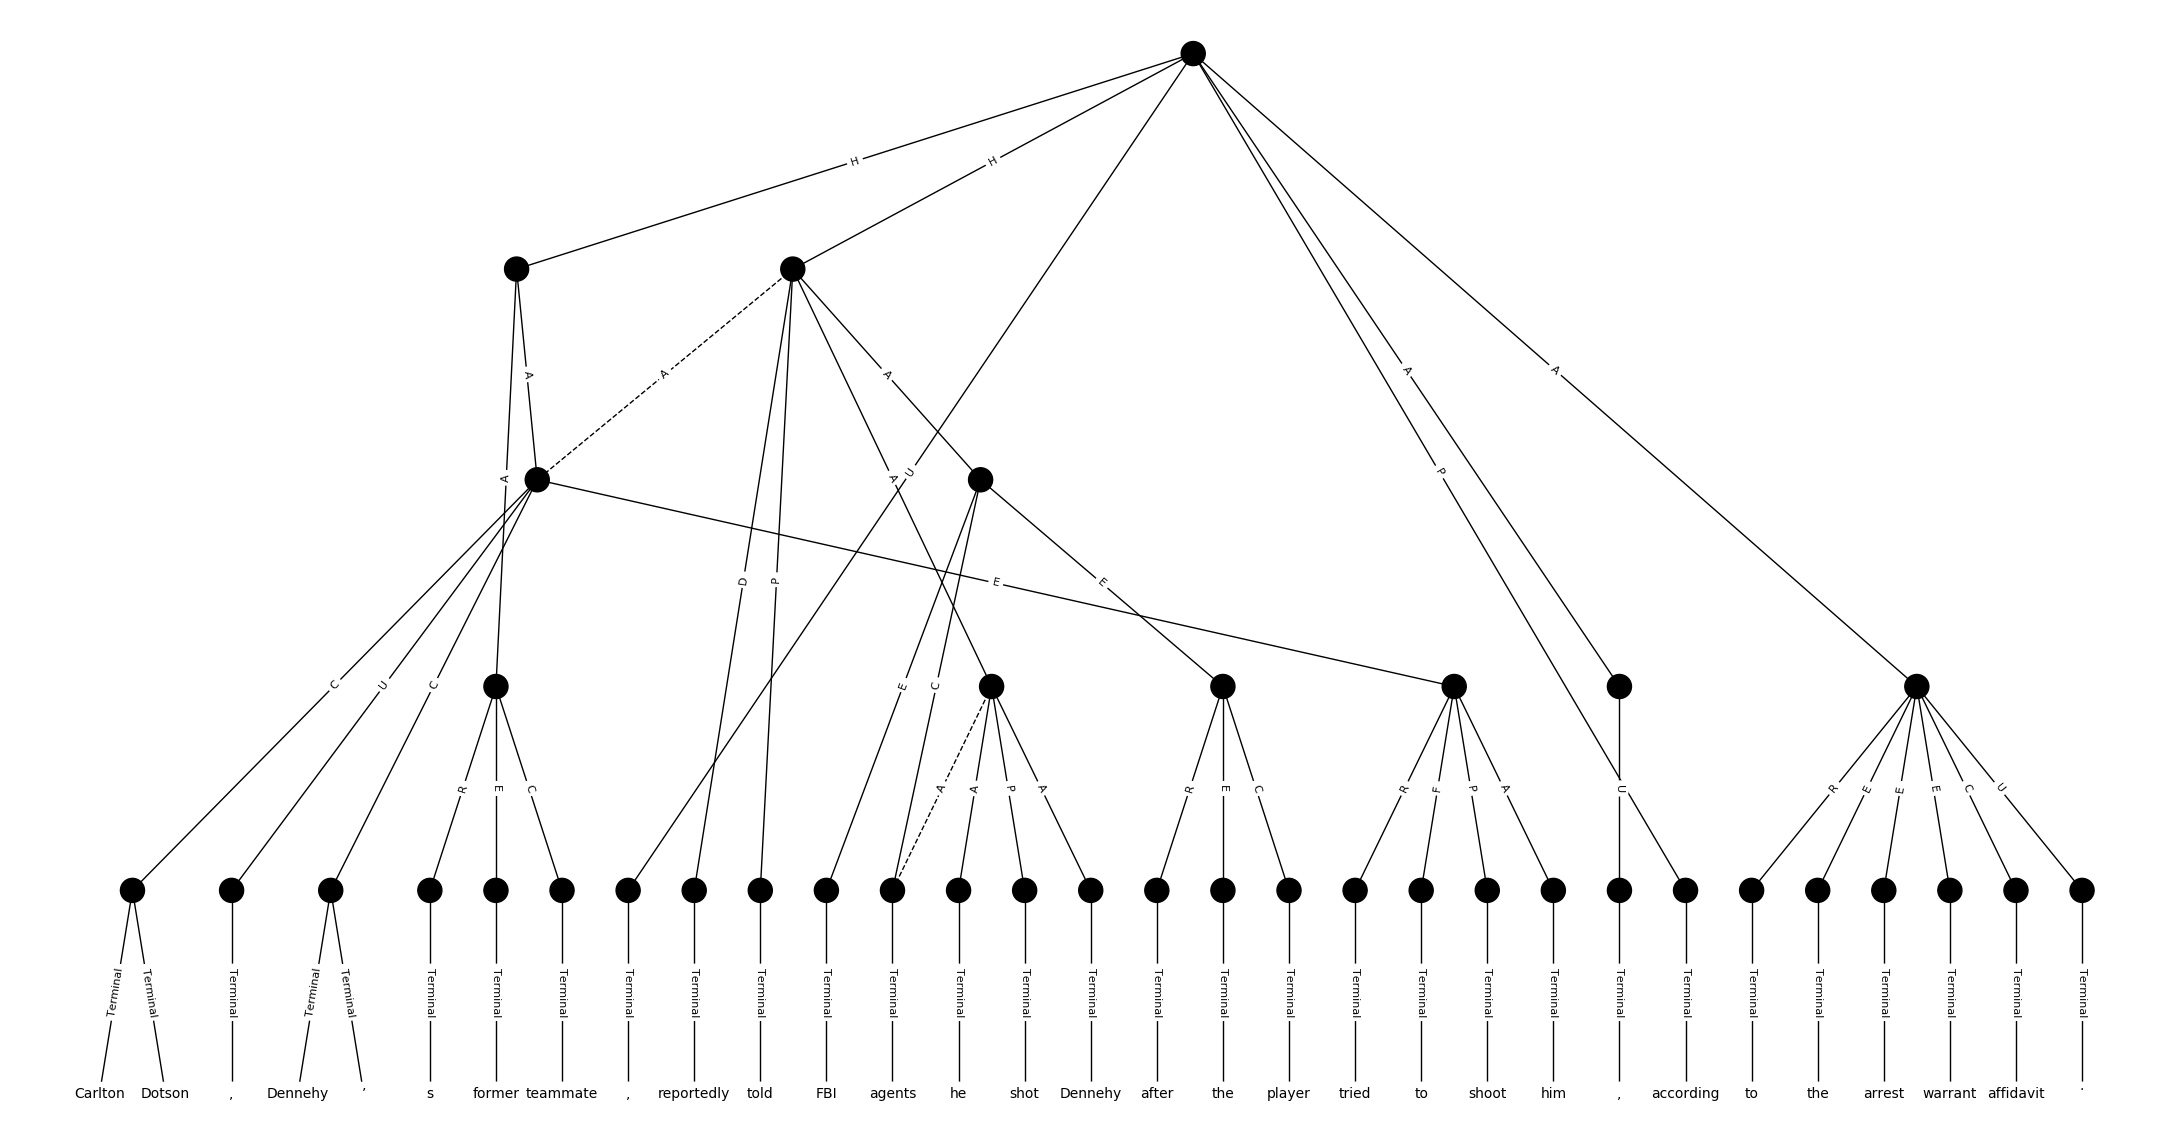 H H
A A A A A
A U P
D P E E
C U C E C
R E C A A P A R E C R F P A U R E E E C U
Terminal Terminal Terminal Terminal Terminal Terminal Terminal Terminal Terminal Terminal Terminal Terminal Terminal Terminal Terminal Terminal Terminal Terminal Terminal Terminal Terminal Terminal Terminal Terminal Terminal Terminal Terminal Terminal Terminal Terminal Terminal
Carlton Dotson , Dennehy ' s former teammate , reportedly told FBI agents he shot Dennehy after the player tried to shoot him , according to the arrest warrant affidavit .